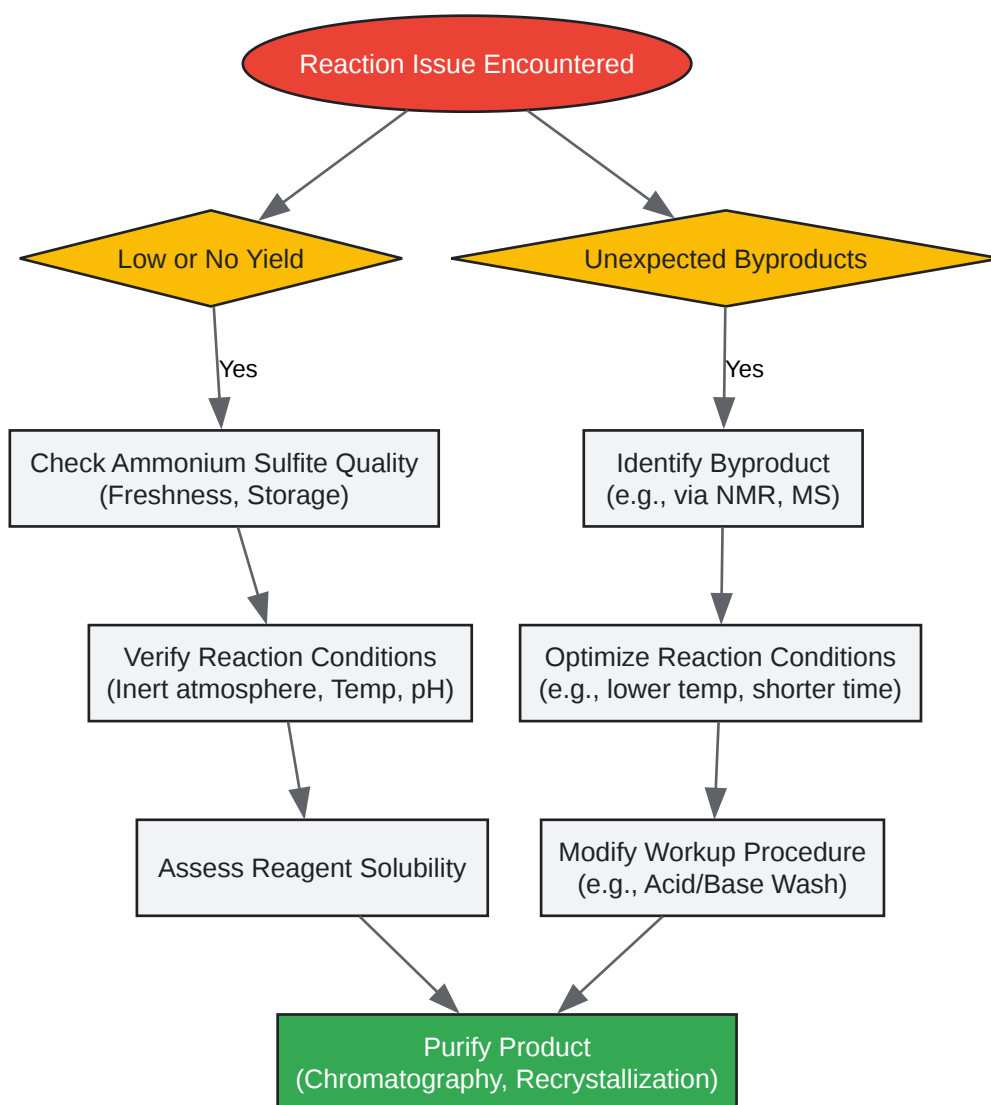 Reaction Issue Encountered
Low or No Yield
Unexpected Byproducts
Yes
Yes
Check Ammonium Sulfite Quality
(Freshness, Storage)
Identify Byproduct
(e.g., via NMR, MS)
Verify Reaction Conditions
(Inert atmosphere, Temp, pH)
Optimize Reaction Conditions
(e.g., lower temp, shorter time)
Assess Reagent Solubility
Modify Workup Procedure
(e.g., Acid/Base Wash)
Purify Product
(Chromatography, Recrystallization)